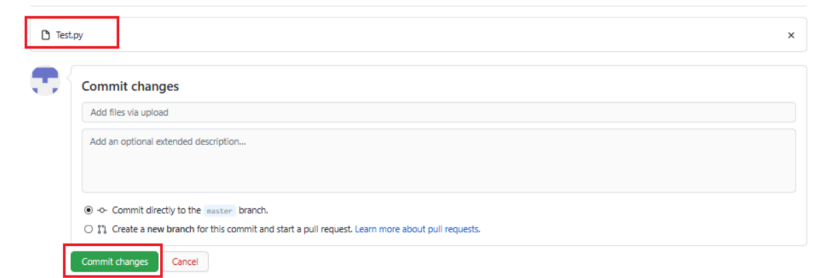 Test.py
Commit changes
Add files via upload
Add an optional extended description...
Commit directly to the master branch.
Create a new branch for this commit and start a pull request. Learn more about pull requests.
Commit changes Cancel